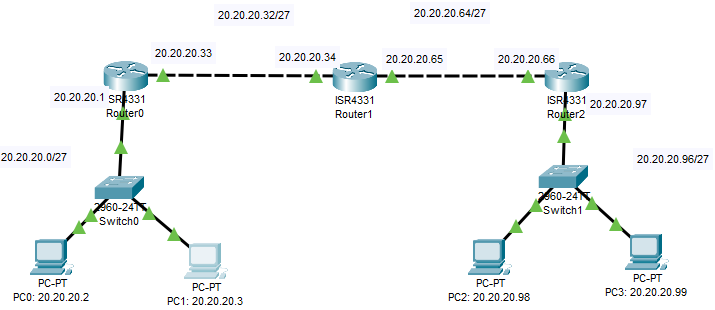 20.20.20.32/27
20.20.20.64/27
20.20.20.33
20.20.20.34
20.20.20.65
20.20.20.66
SR4331
Router0
ISR4331
Router1
ISR4331
Router2
20.20.20.1
20.20.20.97
20.20.20.0/27
20.20.20.96/27
2960-24TT
Switch0
2960-24TT
Switch1
PC-PT
PC0: 20.20.20.2
PC-PT
PC1: 20.20.20.3
PC-PT
PC2: 20.20.20.98
PC-PT
PC3: 20.20.20.99